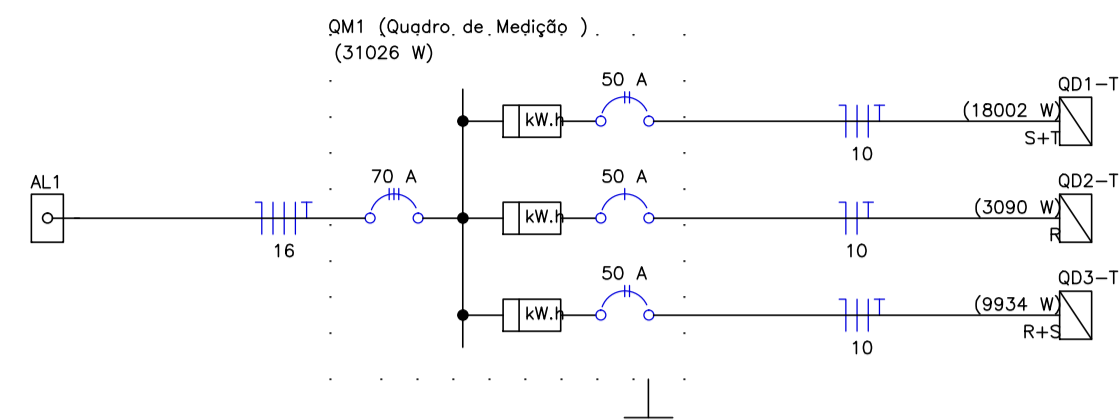 QM1 (Quadro de Medição )
(31026 W)
50 A
QD1-T
kW.h
(18002 W)
S+T
T
10
AL1
70 A
50 A
QD2-T
T
16
kW.h
T
10
(3090 W)
R
50 A
QD3-T
kW.h
T
10
(9934 W)
R+S